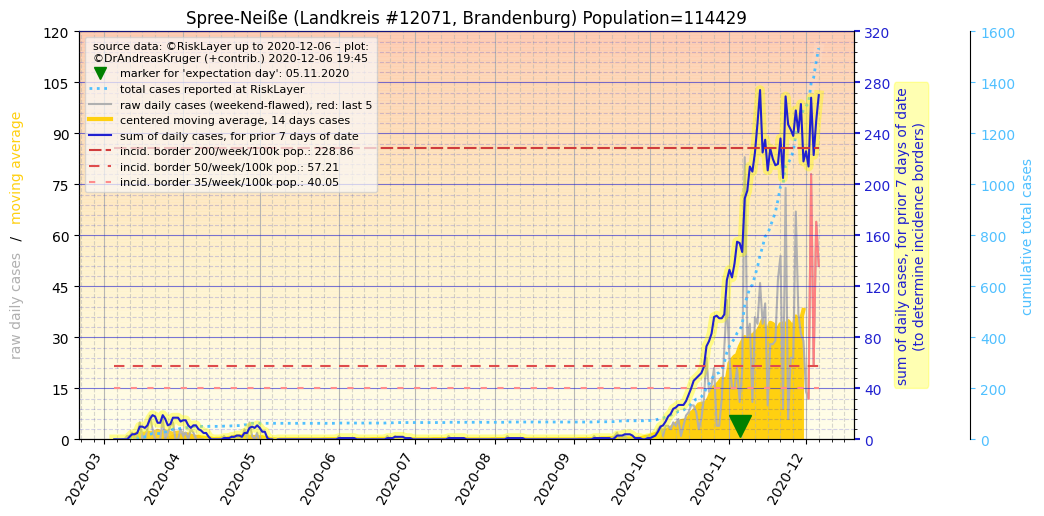 Spree-Neiße (Landkreis #12071, Brandenburg) Population=114429
source data: ©RiskLayer up to 2020-12-06 – plot:
©DrAndreasKruger (+contrib.) 2020-12-06 19:45
marker for 'expectation day': 05.11.2020
total cases reported at RiskLayer
raw daily cases (weekend-flawed), red: last 5
centered moving average, 14 days cases
sum of daily cases, for prior 7 days of date
incid. border 200/week/100k pop.: 228.86
incid. border 50/week/100k pop.: 57.21
incid. border 35/week/100k pop.: 40.05
raw daily cases / moving average
120
105
90
75
60
45
30
15
0
2020-03
2020-04
2020-05
2020-06
2020-07
2020-08
2020-09
2020-10
2020-11
2020-12
320
280
240
200
160
120
80
40
0
sum of daily cases, for prior 7 days of date
(to determine incidence borders)
1600
1400
1200
1000
800
600
400
200
0
cumulative total cases